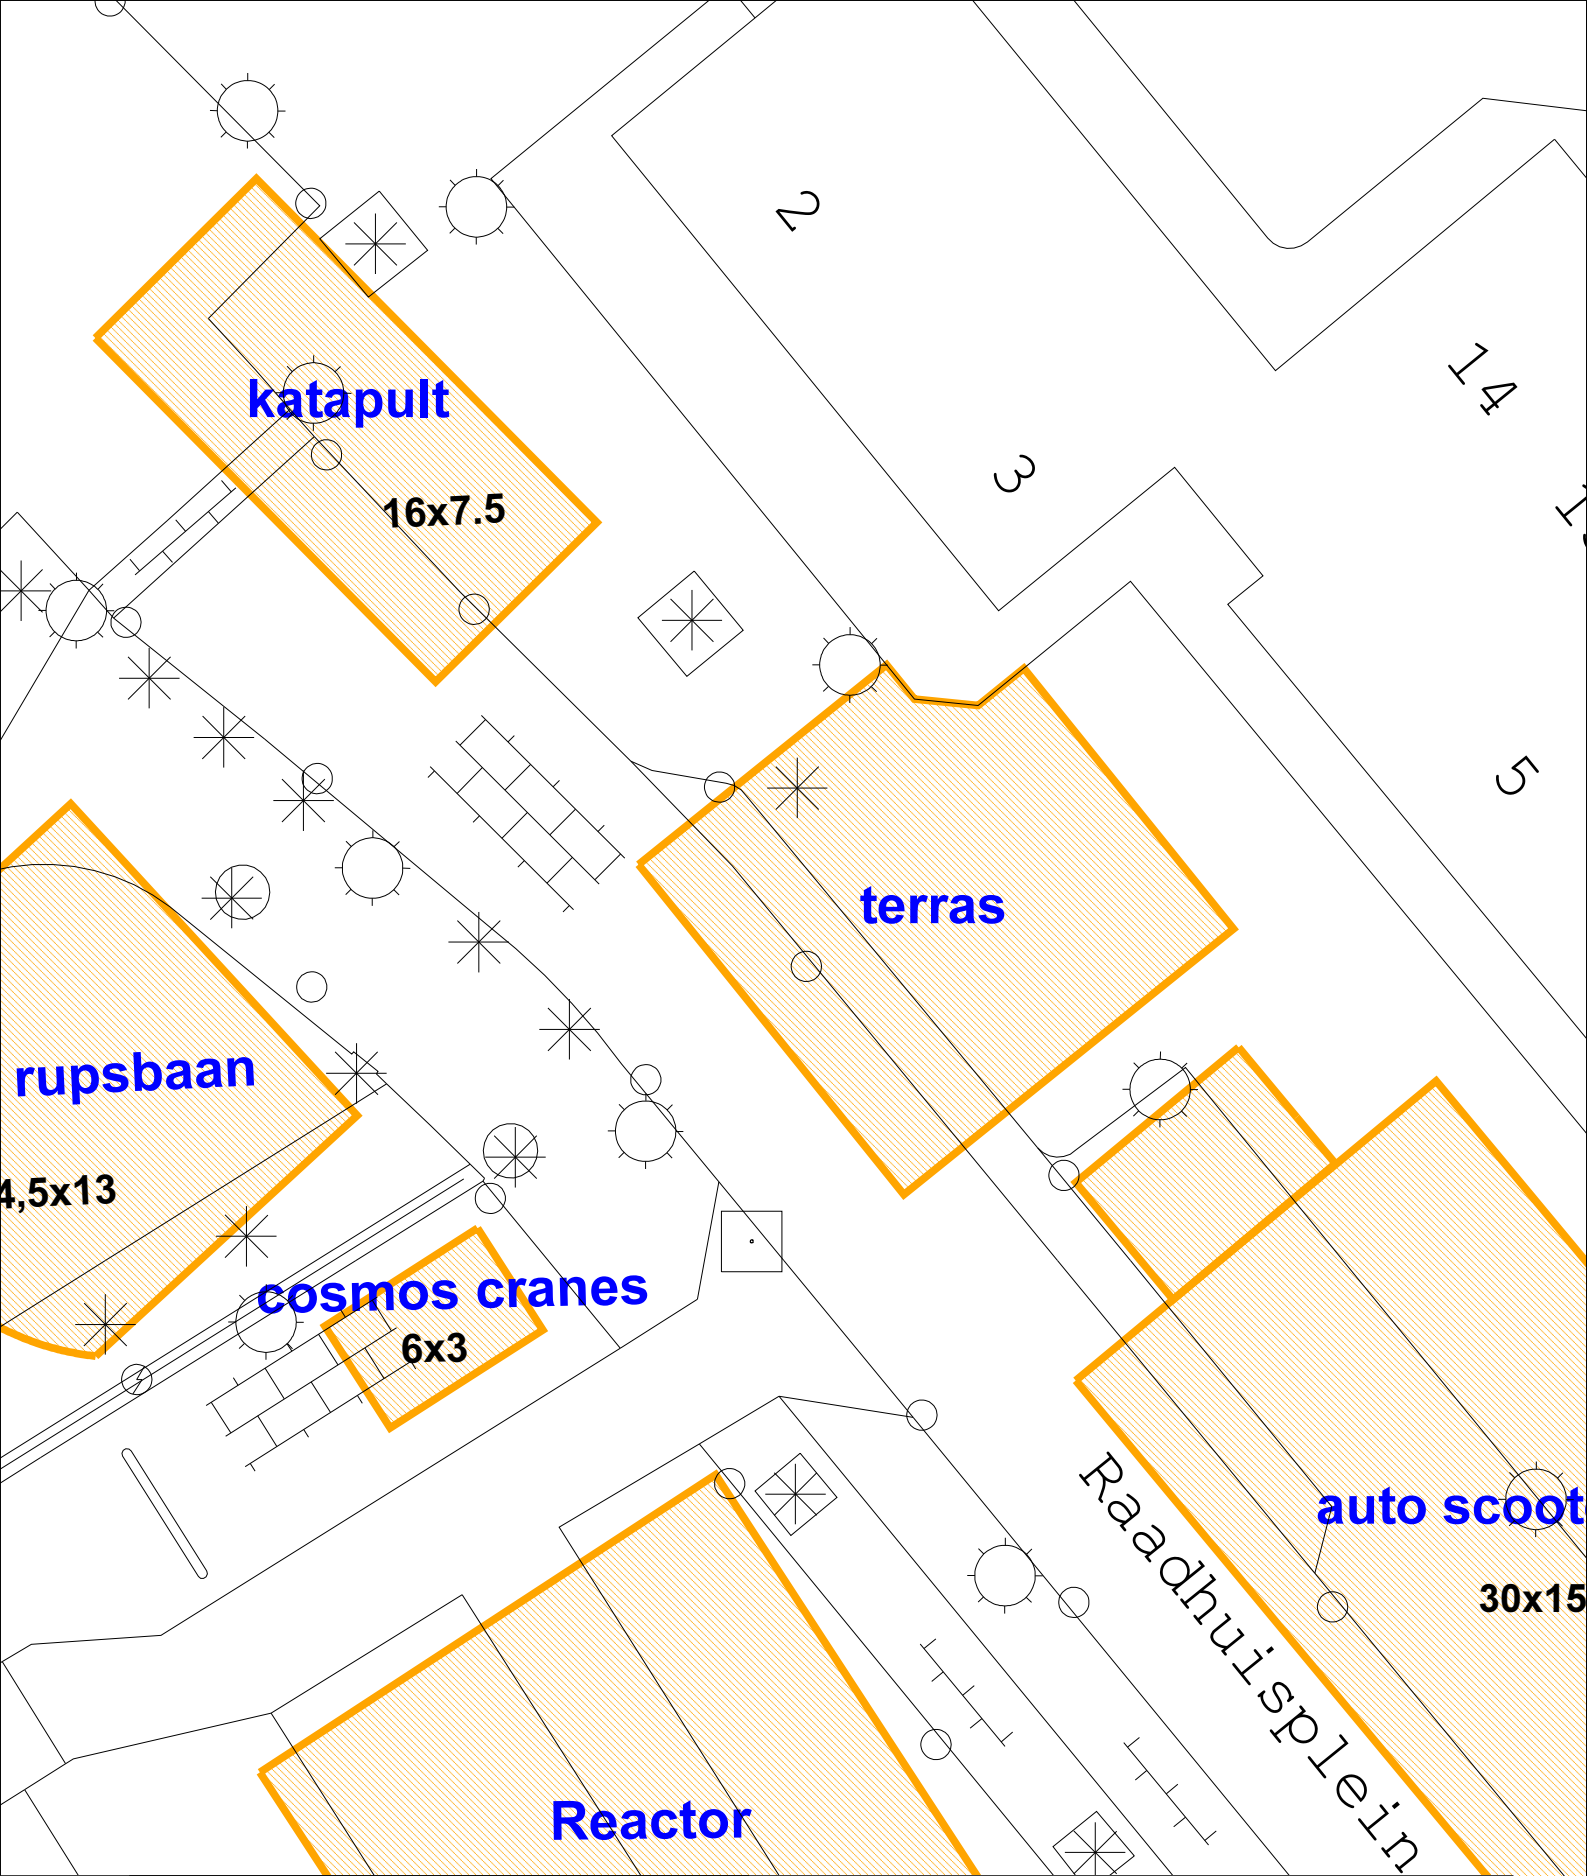 2
14
katapult
3
16x7.5
5
terras
rupsbaan
4,5x13
cosmos cranes
6x3
Raadhuisplein
auto scoot
30x15
Reactor